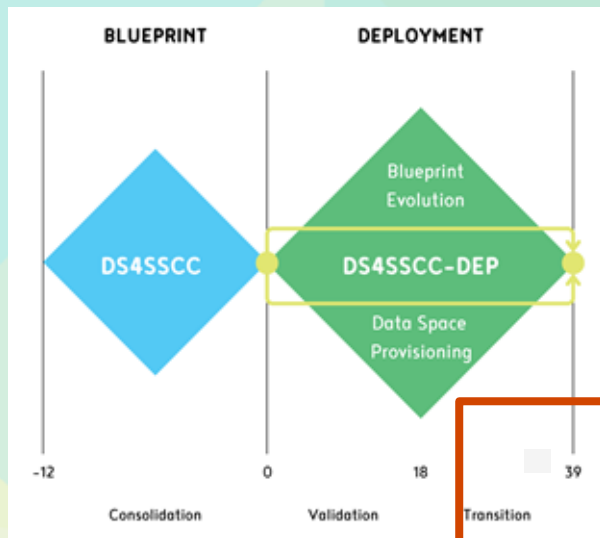 BLUEPRINT DEPLOYMENT
Blueprint
Evolution
DS4SSCC DS4SSCC-DEP
Data Space
Provisioning
-12 0 18 39
Consolidation Validation Transition